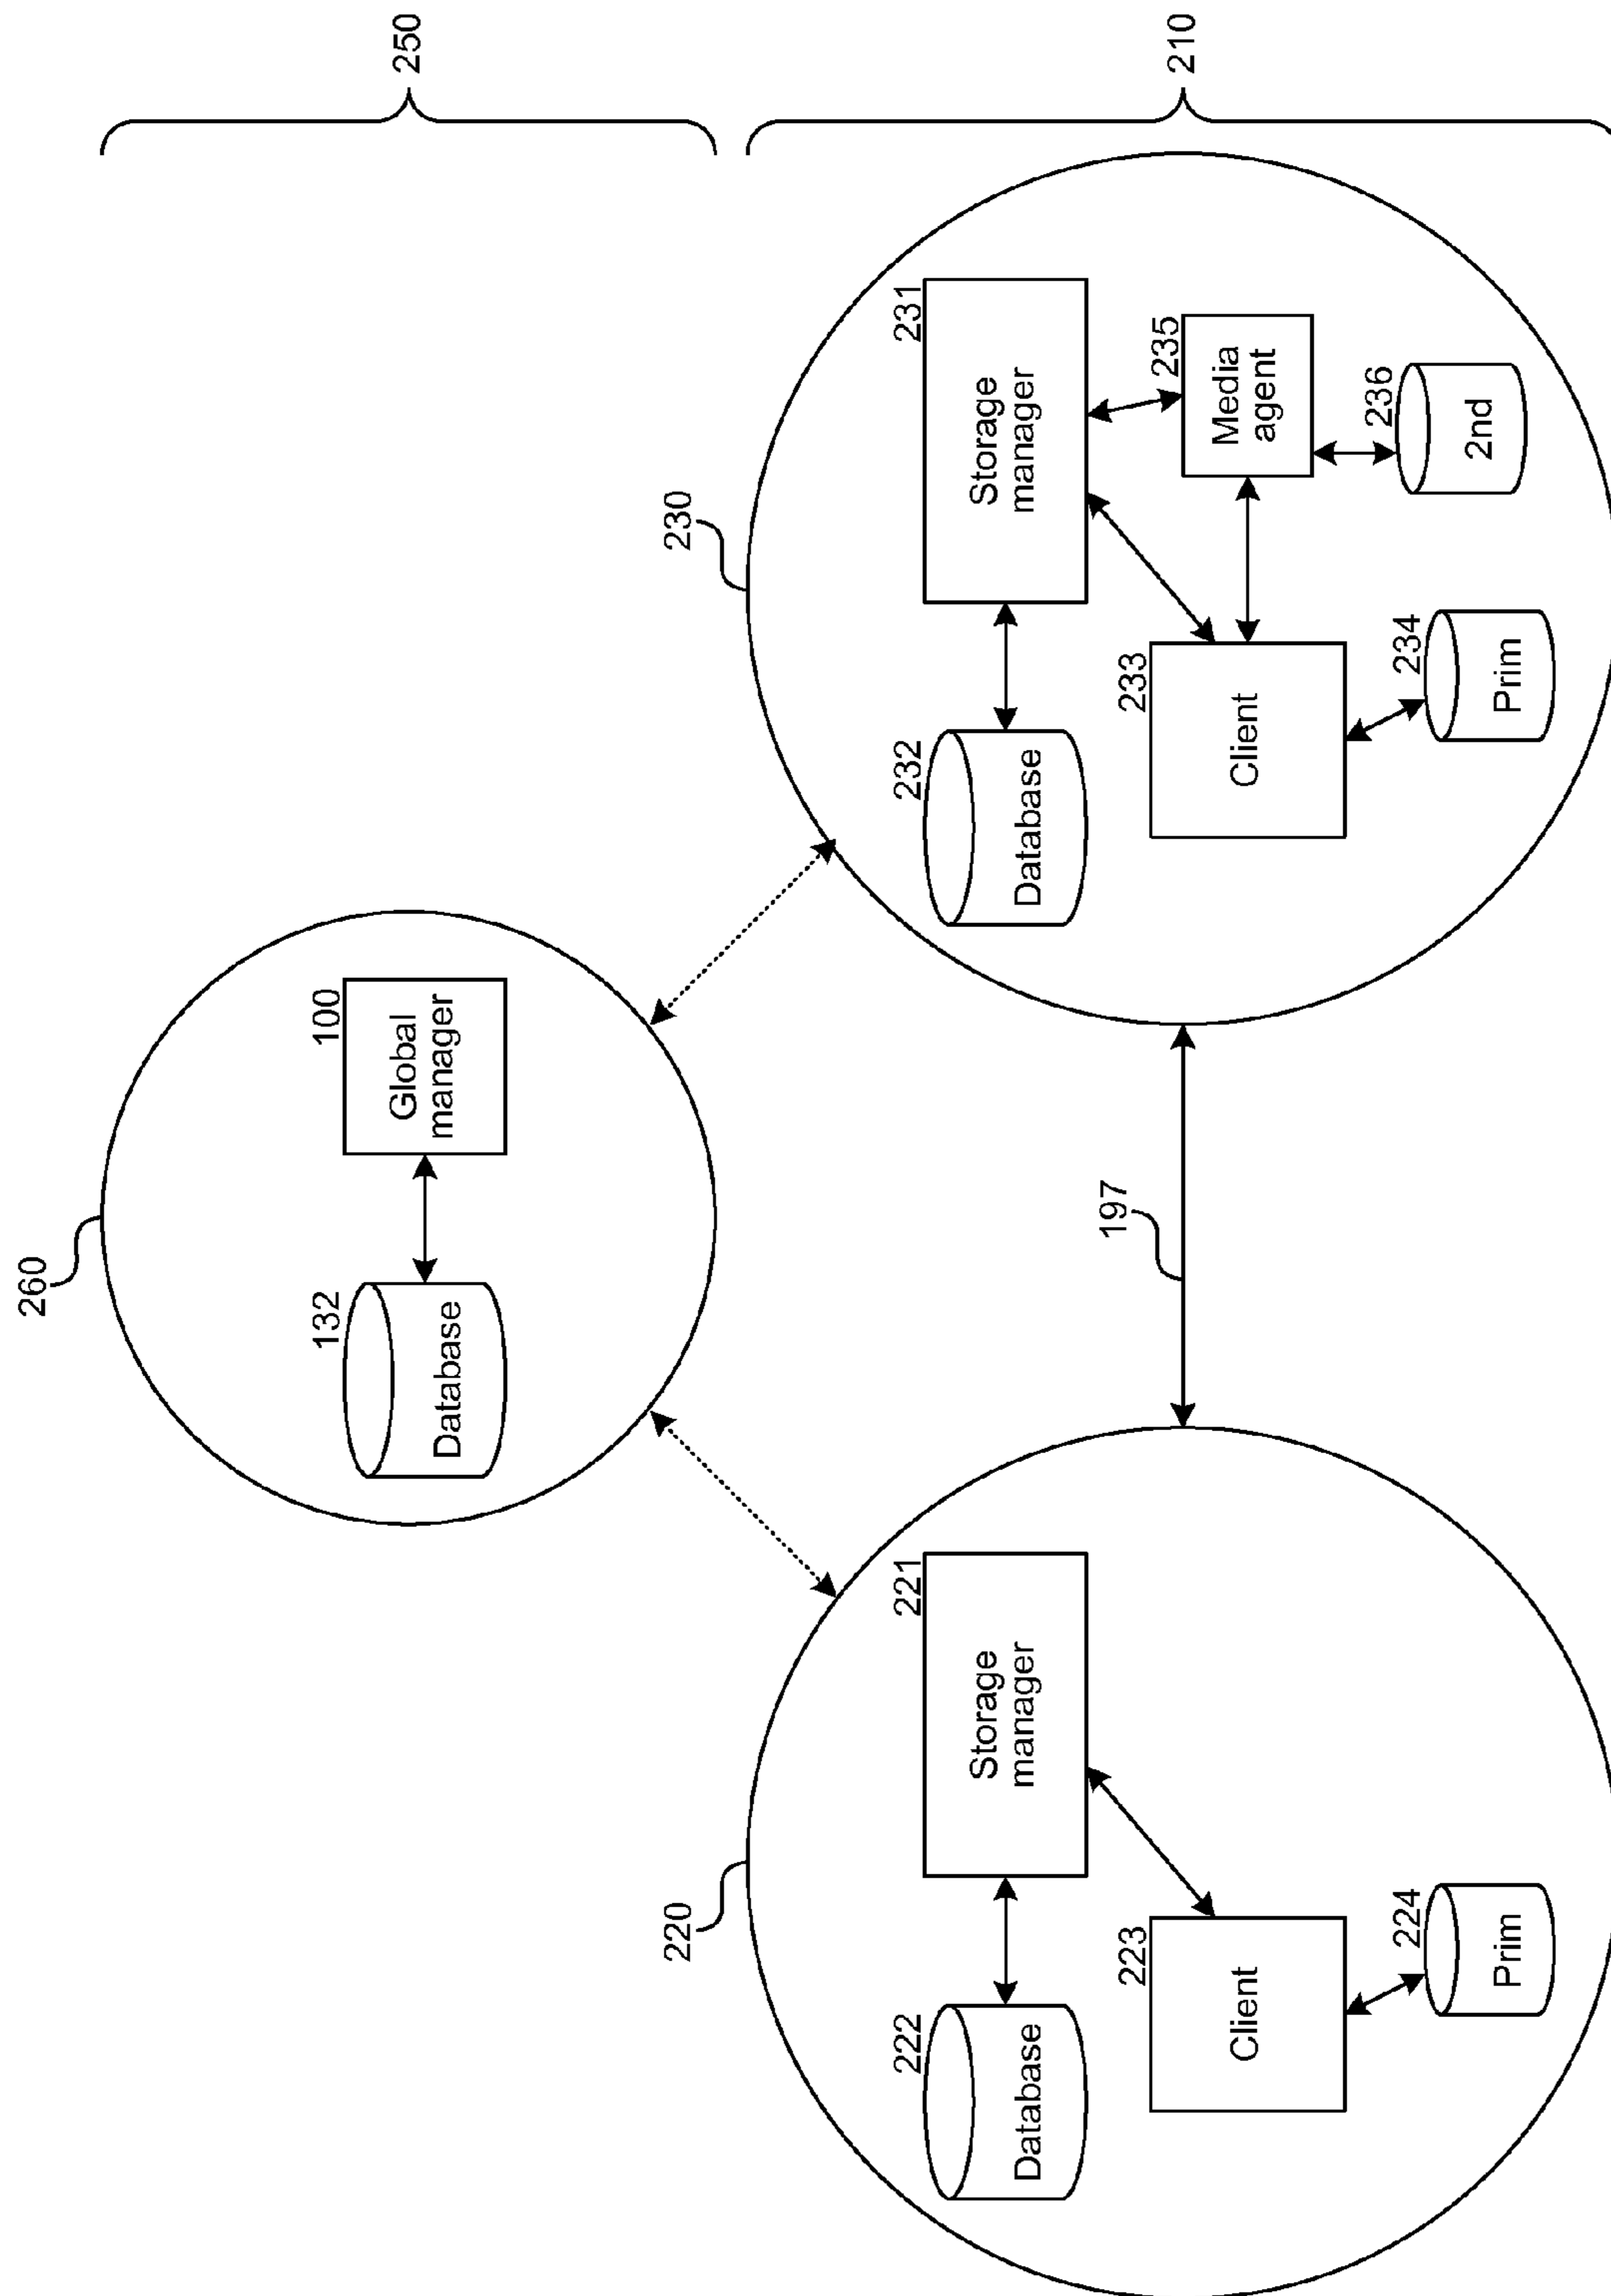 260
250
132
Database
100
Global
manager
220
230
210
222
Database
221
Storage
manager
197
232
Database
231
Storage
manager
223
Client
233
Client
235
Media
agent
224
Prim
234
Prim
236
2nd